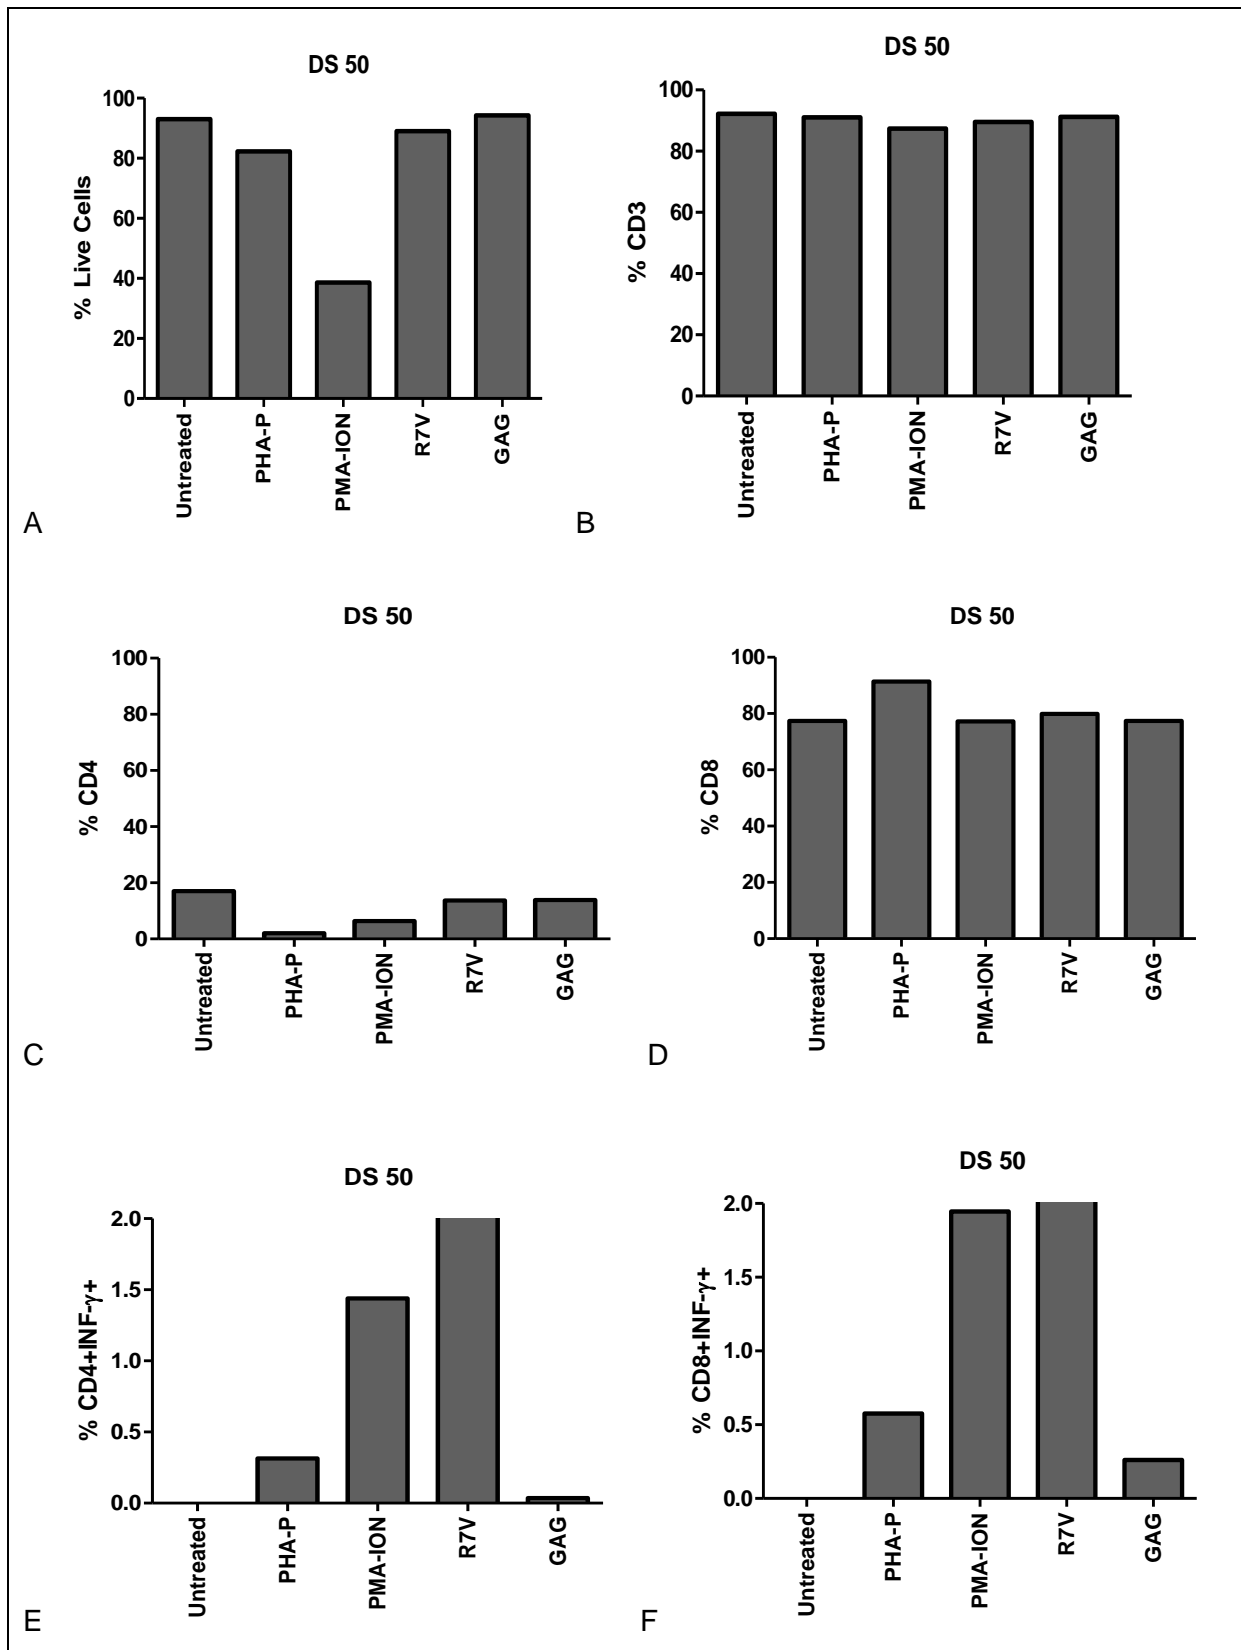 DS 50
% Live Cells
100
80
60
40
20
0
Untreated
PHA-P
PMA-ION
R7V
GAG
A
DS 50
% CD3
100
80
60
40
20
0
Untreated
PHA-P
PMA-ION
R7V
GAG
B
DS 50
% CD4
100
80
60
40
20
0
Untreated
PHA-P
PMA-ION
R7V
GAG
C
DS 50
% CD8
100
80
60
40
20
0
Untreated
PHA-P
PMA-ION
R7V
GAG
D
DS 50
% CD4+INF-γ+
2.0
1.5
1.0
0.5
0.0
Untreated
PHA-P
PMA-ION
R7V
GAG
E
DS 50
% CD8+INF-γ+
2.0
1.5
1.0
0.5
0.0
Untreated
PHA-P
PMA-ION
R7V
GAG
F